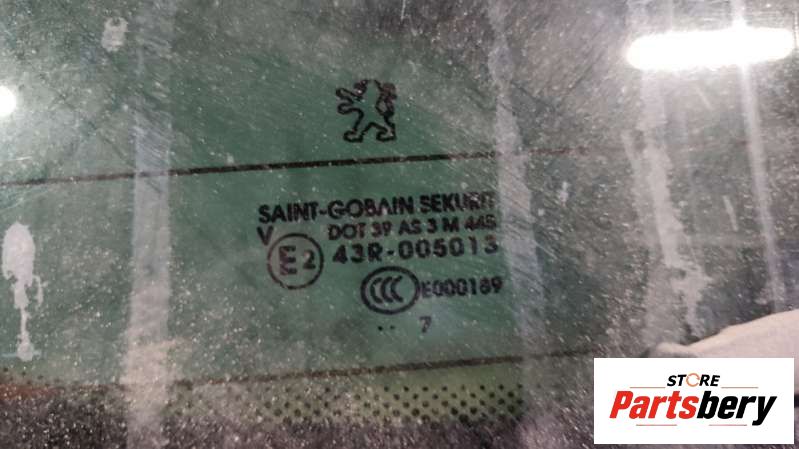 SAINT-GOBAIN SEKURIT
V DOT 39 AS 3 M 445
E2 43R-005013
CCC E000189
.. 7
STORE
Partsbery